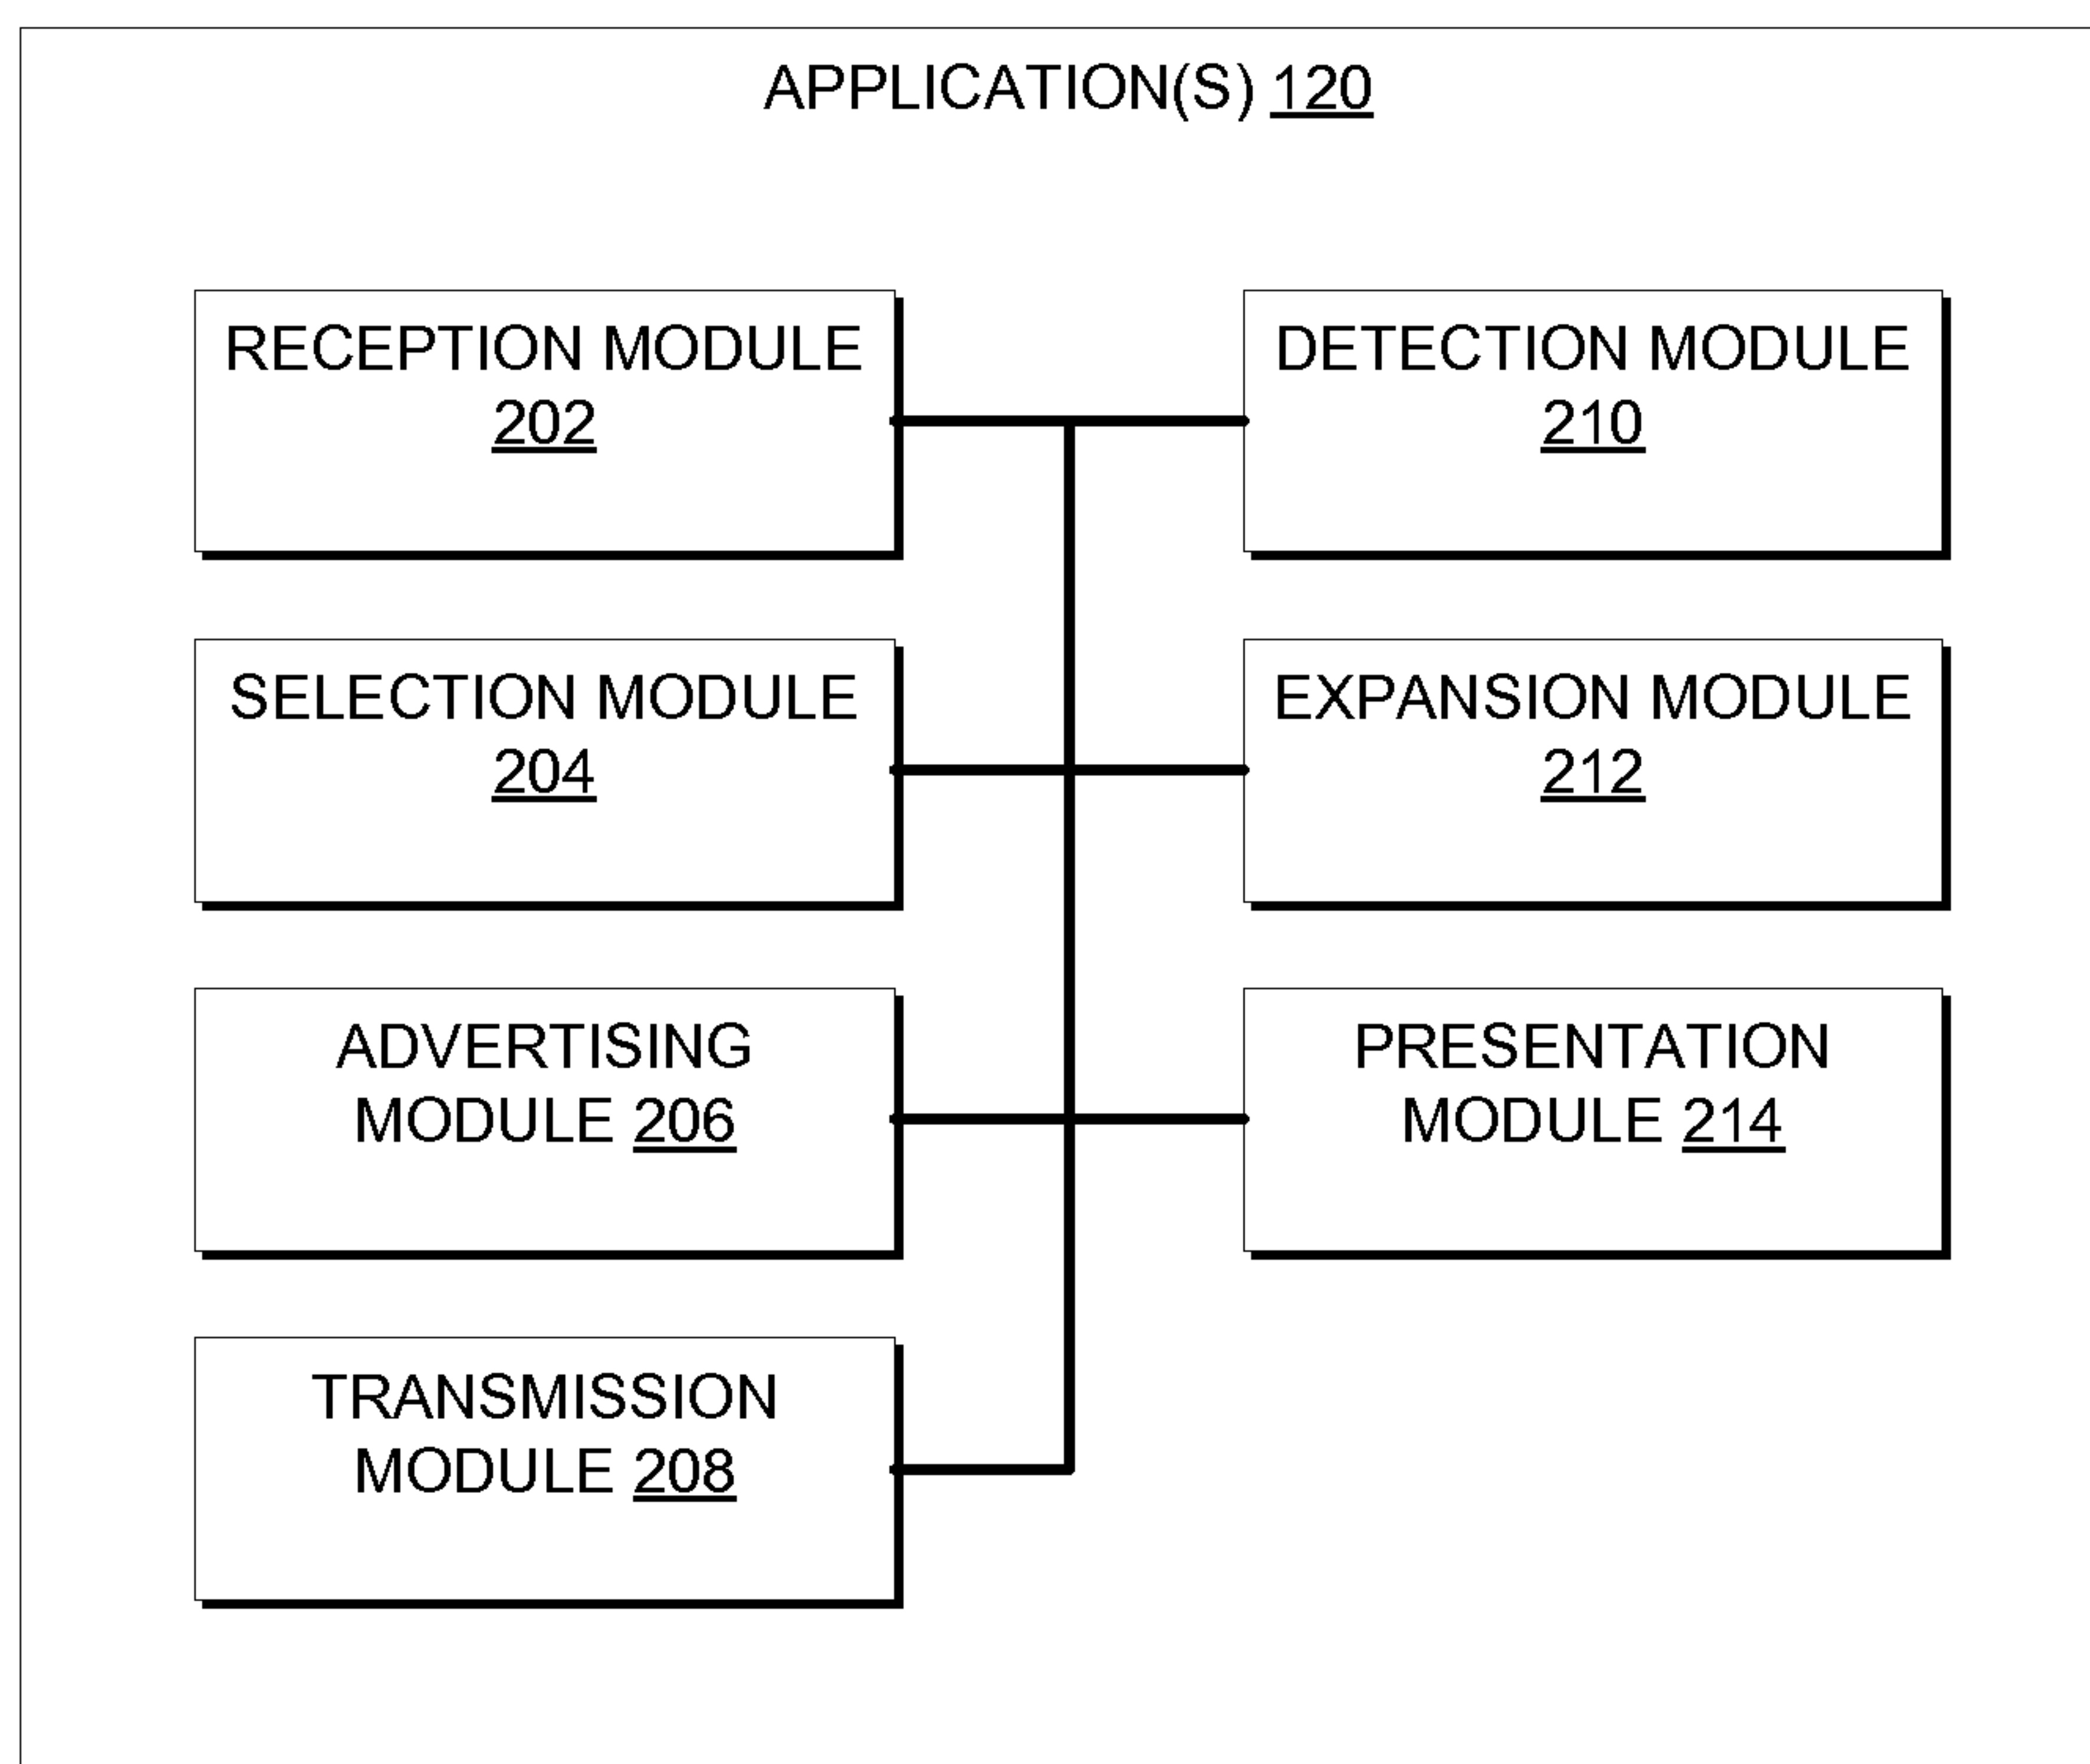 APPLICATION(S) 120
RECEPTION MODULE
202
SELECTION MODULE
204
ADVERTISING
MODULE 206
TRANSMISSION
MODULE 208
DETECTION MODULE
210
EXPANSION MODULE
212
PRESENTATION
MODULE 214